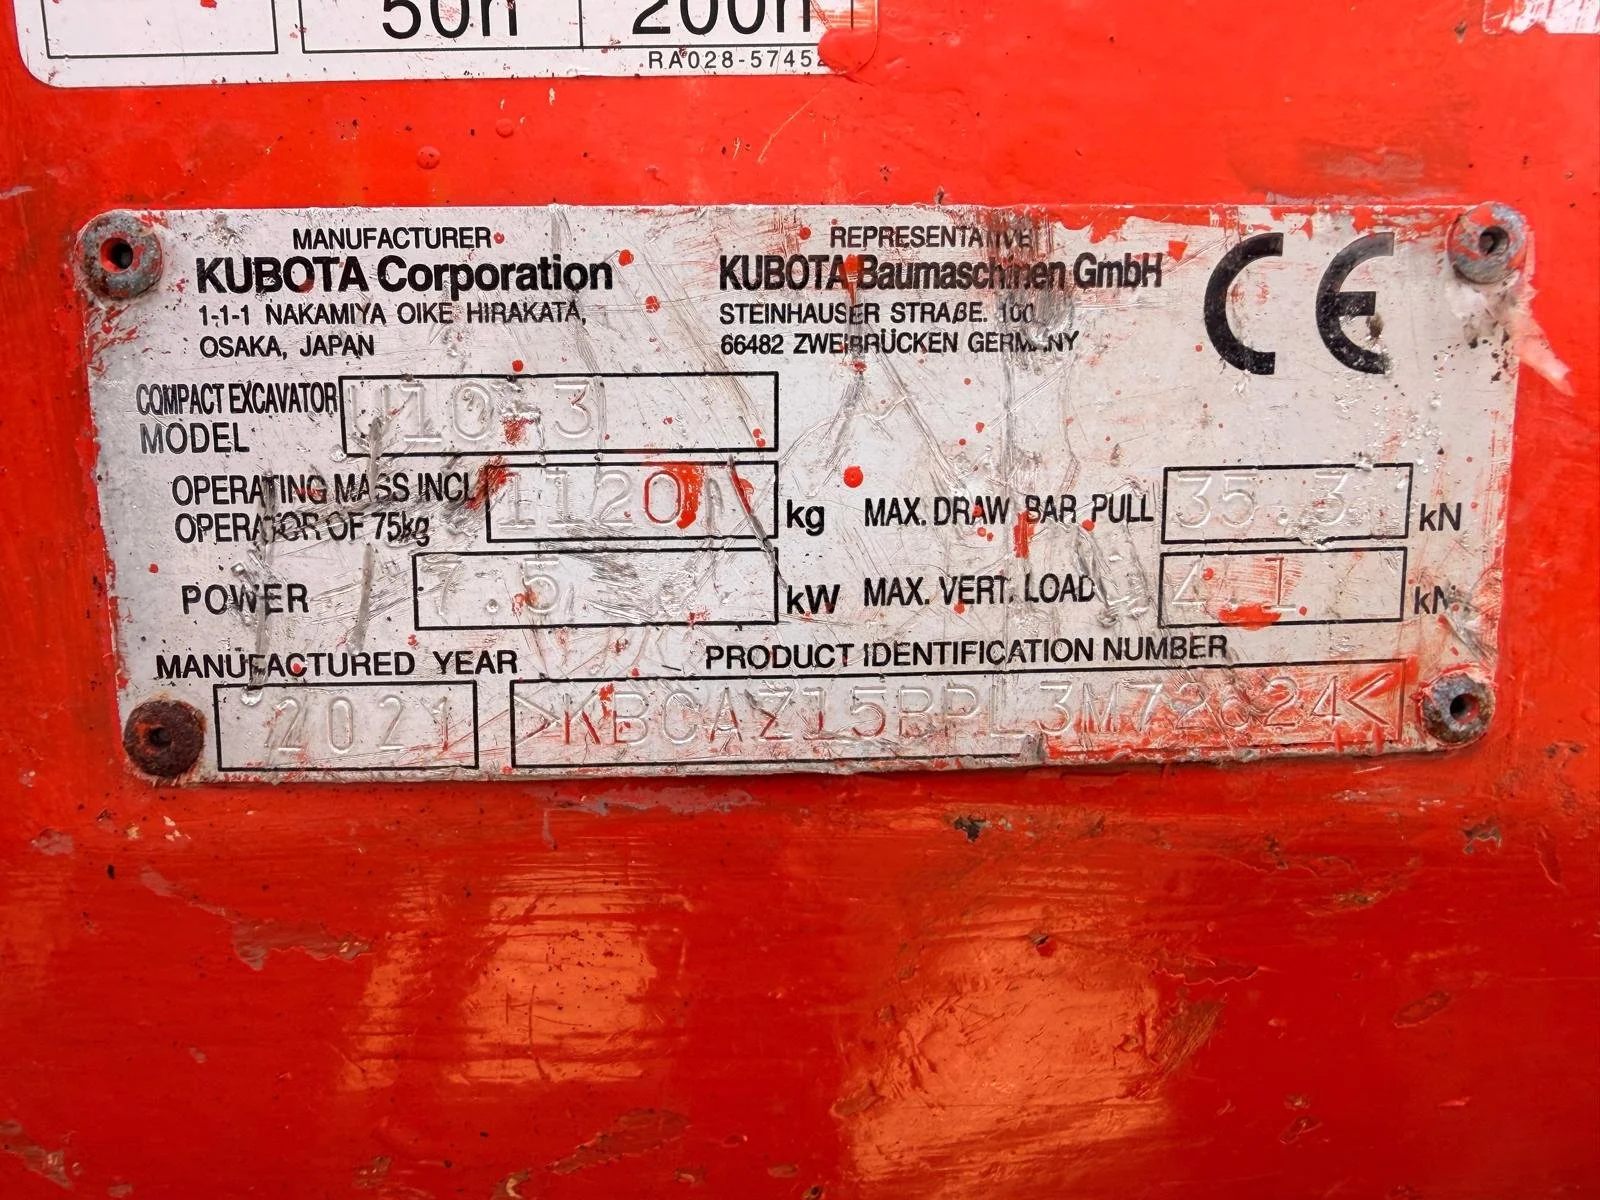 50h 200h
RA028-5745
MANUFACTURER
KUBOTA Corporation
1-1-1 NAKAMIYA OIKE HIRAKATA,
OSAKA, JAPAN
REPRESENTATIVE
KUBOTA Baumaschinen GmbH
STEINHAUSER STRAßE. 100
66482 ZWEIBRÜCKEN GERMANY
CE
COMPACT EXCAVATOR
MODEL
U10-3
OPERATING MASS INCL
OPERATOR OF 75kg
1120 kg
MAX. DRAW BAR PULL 35.3 kN
POWER 7.5 kW
MAX. VERT. LOAD 4.1 kN
MANUFACTURED YEAR
2021
PRODUCT IDENTIFICATION NUMBER
>KBCAZ15BPL3M72624<